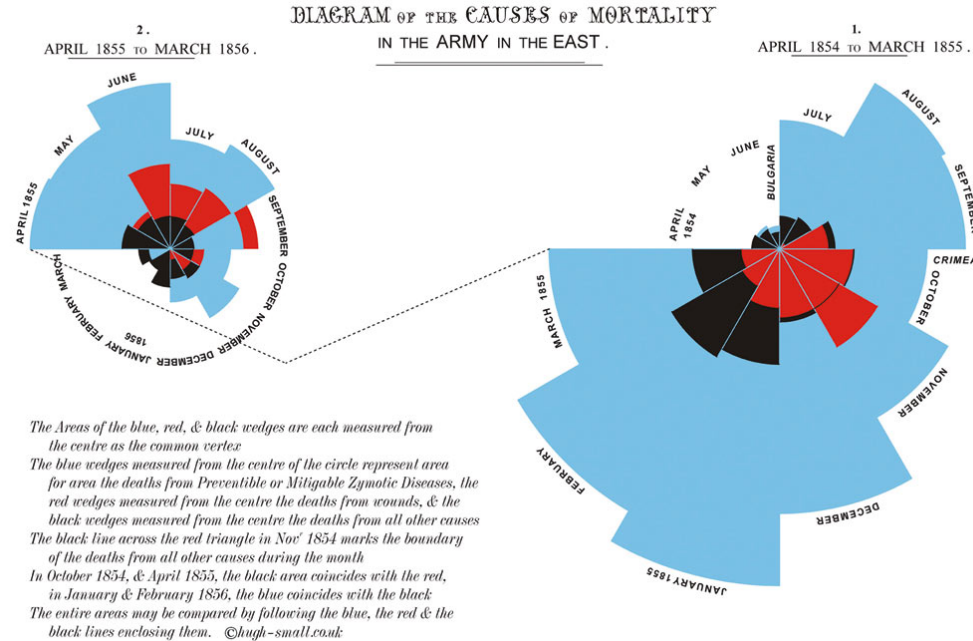 DIAGRAM OF THE CAUSES OF MORTALITY
IN THE ARMY IN THE EAST.
2.
APRIL 1855 TO MARCH 1856.
1.
APRIL 1854 TO MARCH 1855.
APRIL 1855
MAY
JUNE
JULY
AUGUST
SEPTEMBER
OCTOBER
NOVEMBER
DECEMBER
JANUARY
1856
FEBRUARY
MARCH
APRIL
1854
MAY
JUNE
BULGARIA
JULY
AUGUST
SEPTEMBER
CRIMEA
OCTOBER
NOVEMBER
DECEMBER
JANUARY 1855
FEBRUARY
MARCH 1855
The Areas of the blue, red, & black wedges are each measured from
the centre as the common vertex
The blue wedges measured from the centre of the circle represent area
for area the deaths from Preventible or Mitigable Zymotic Diseases, the
red wedges measured from the centre the deaths from wounds, & the
black wedges measured from the centre the deaths from all other causes
The black line across the red triangle in Nov' 1854 marks the boundary
of the deaths from all other causes during the month
In October 1854, & April 1855, the black area coincides with the red,
in January & February 1856, the blue coincides with the black
The entire areas may be compared by following the blue, the red & the
black lines enclosing them. ©hugh-small.co.uk